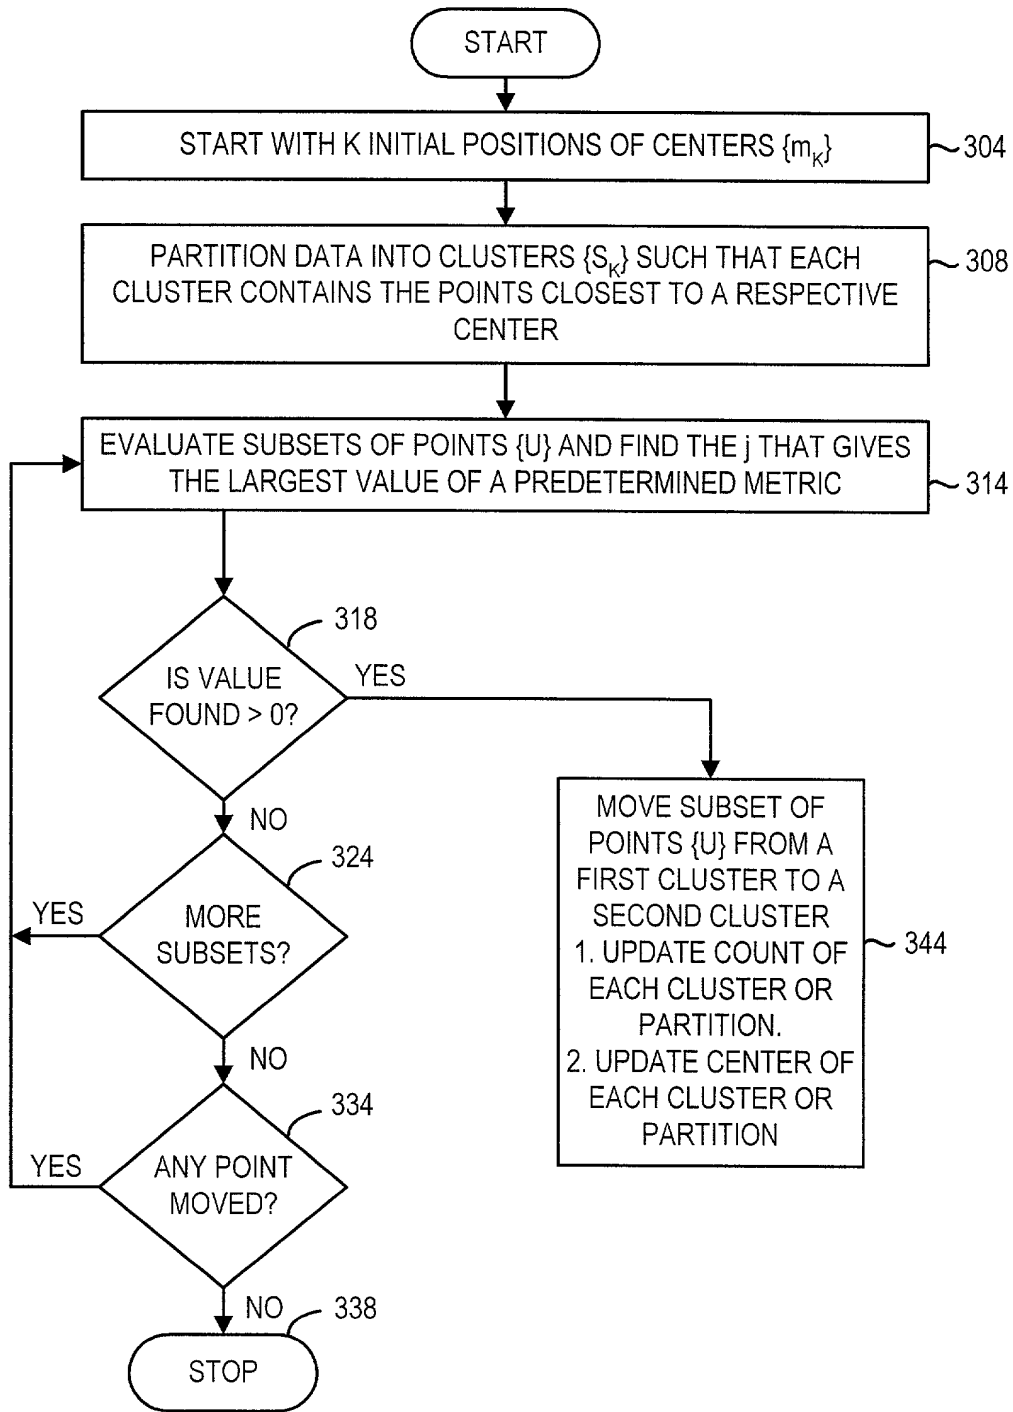 START
START WITH K INITIAL POSITIONS OF CENTERS {mK}
304
PARTITION DATA INTO CLUSTERS {SK} SUCH THAT EACH
CLUSTER CONTAINS THE POINTS CLOSEST TO A RESPECTIVE
CENTER
308
EVALUATE SUBSETS OF POINTS {U} AND FIND THE j THAT GIVES
THE LARGEST VALUE OF A PREDETERMINED METRIC
314
318
IS VALUE
FOUND > 0?
YES
NO
324
MORE
SUBSETS?
YES
NO
334
ANY POINT
MOVED?
YES
NO
338
STOP
MOVE SUBSET OF
POINTS {U} FROM A
FIRST CLUSTER TO A
SECOND CLUSTER
1. UPDATE COUNT OF
EACH CLUSTER OR
PARTITION.
2. UPDATE CENTER OF
EACH CLUSTER OR
PARTITION
344